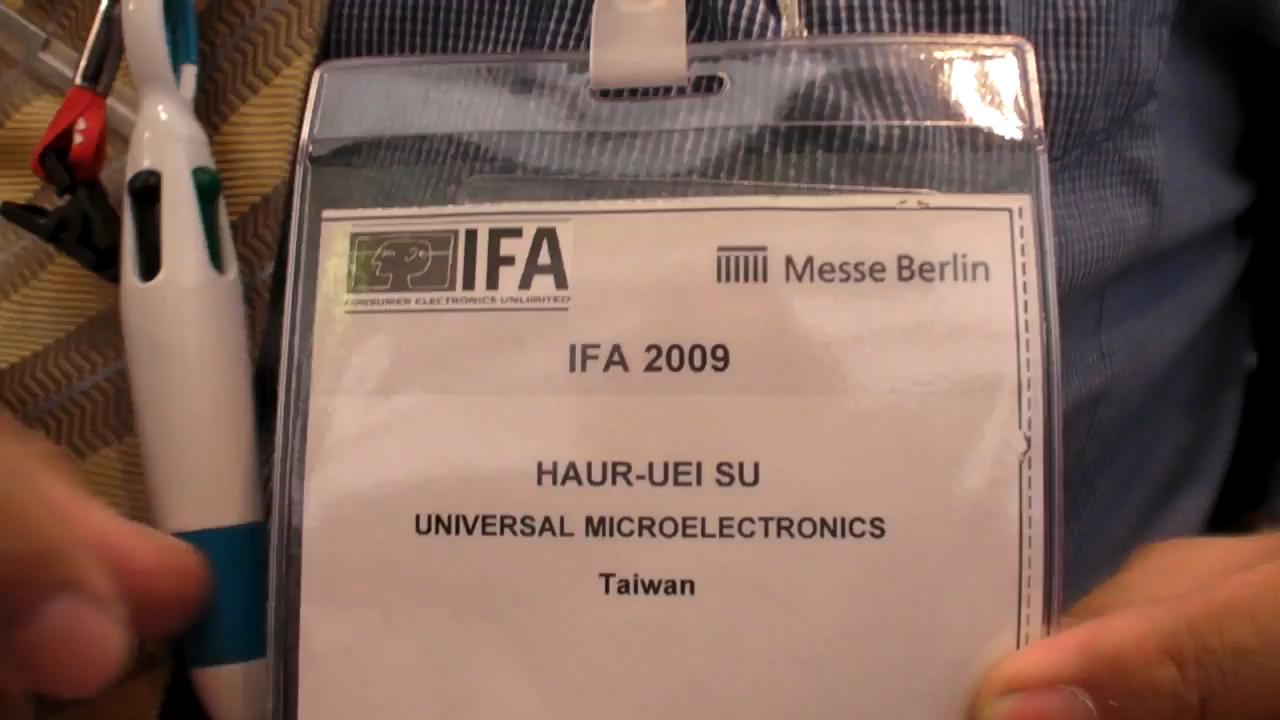 IFA
CONSUMER ELECTRONICS UNLIMITED
Messe Berlin
IFA 2009
HAUR-UEI SU
UNIVERSAL MICROELECTRONICS
Taiwan